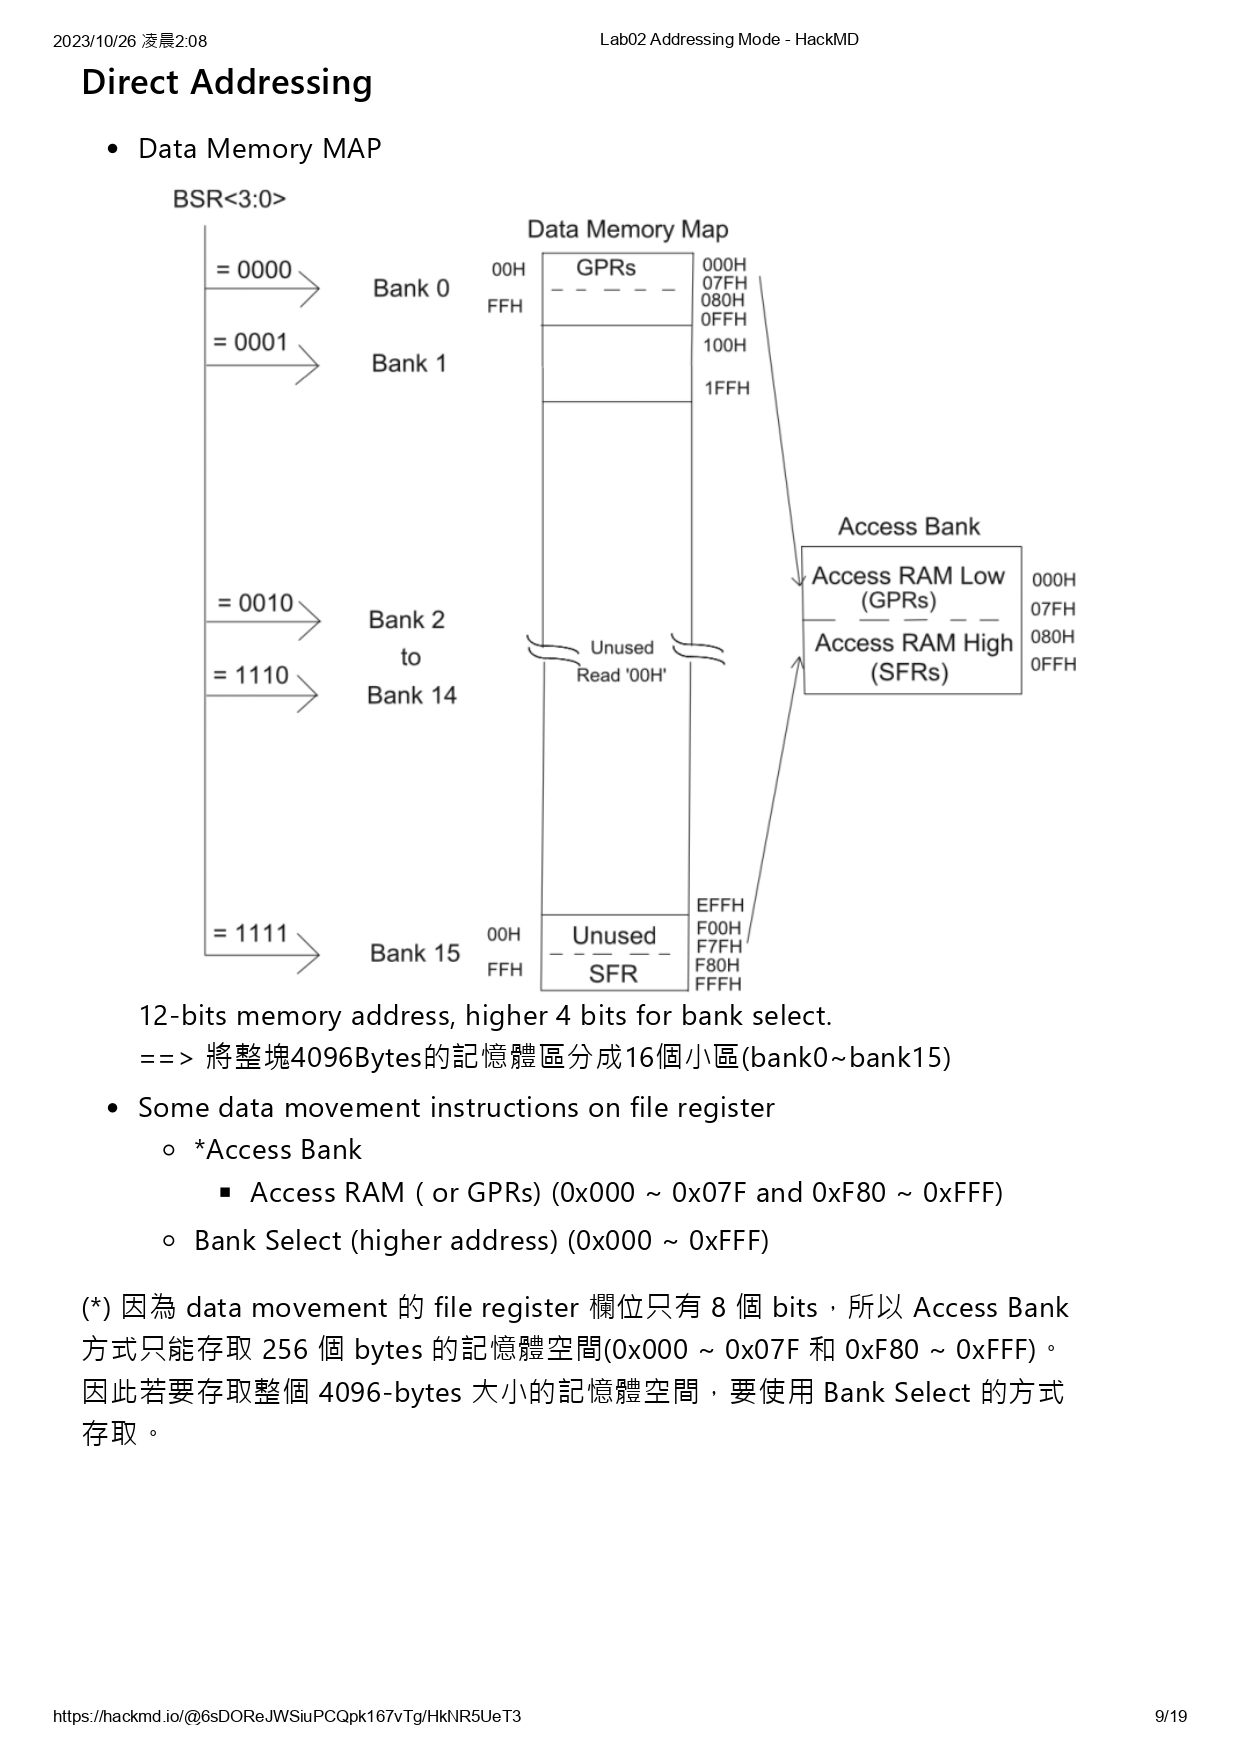 2023/10/26 凌晨2:08
Lab02 Addressing Mode - HackMD
Direct Addressing
Data Memory MAP
BSR<3:0>
Data Memory Map
= 0000
Bank 0
00H
FFH
GPRs
000H
07FH
080H
0FFH
= 0001
Bank 1
100H
1FFH
Access Bank
Access RAM Low
(GPRs)
000H
07FH
Access RAM High
(SFRs)
080H
0FFH
= 0010
Bank 2
to
= 1110
Bank 14
Unused
Read '00H'
= 1111
Bank 15
00H
FFH
Unused
SFR
EFFH
F00H
F7FH
F80H
FFFH
12-bits memory address, higher 4 bits for bank select.
==> 將整塊4096Bytes的記憶體區分成16個小區(bank0~bank15)
Some data movement instructions on file register
*Access Bank
Access RAM ( or GPRs) (0x000 ~ 0x07F and 0xF80 ~ 0xFFF)
Bank Select (higher address) (0x000 ~ 0xFFF)
(*) 因為 data movement 的 file register 欄位只有 8 個 bits，所以 Access Bank
方式只能存取 256 個 bytes 的記憶體空間(0x000 ~ 0x07F 和 0xF80 ~ 0xFFF)。
因此若要存取整個 4096-bytes 大小的記憶體空間，要使用 Bank Select 的方式
存取。
https://hackmd.io/@6sDOReJWSiuPCQpk167vTg/HkNR5UeT3
9/19